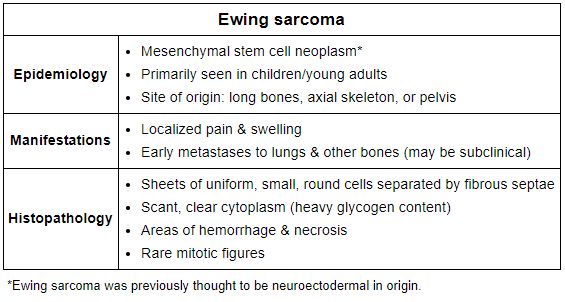 Ewing sarcoma
Epidemiology
• Mesenchymal stem cell neoplasm*
• Primarily seen in children/young adults
• Site of origin: long bones, axial skeleton, or pelvis
Manifestations
• Localized pain & swelling
• Early metastases to lungs & other bones (may be subclinical)
Histopathology
• Sheets of uniform, small, round cells separated by fibrous septae
• Scant, clear cytoplasm (heavy glycogen content)
• Areas of hemorrhage & necrosis
• Rare mitotic figures
*Ewing sarcoma was previously thought to be neuroectodermal in origin.